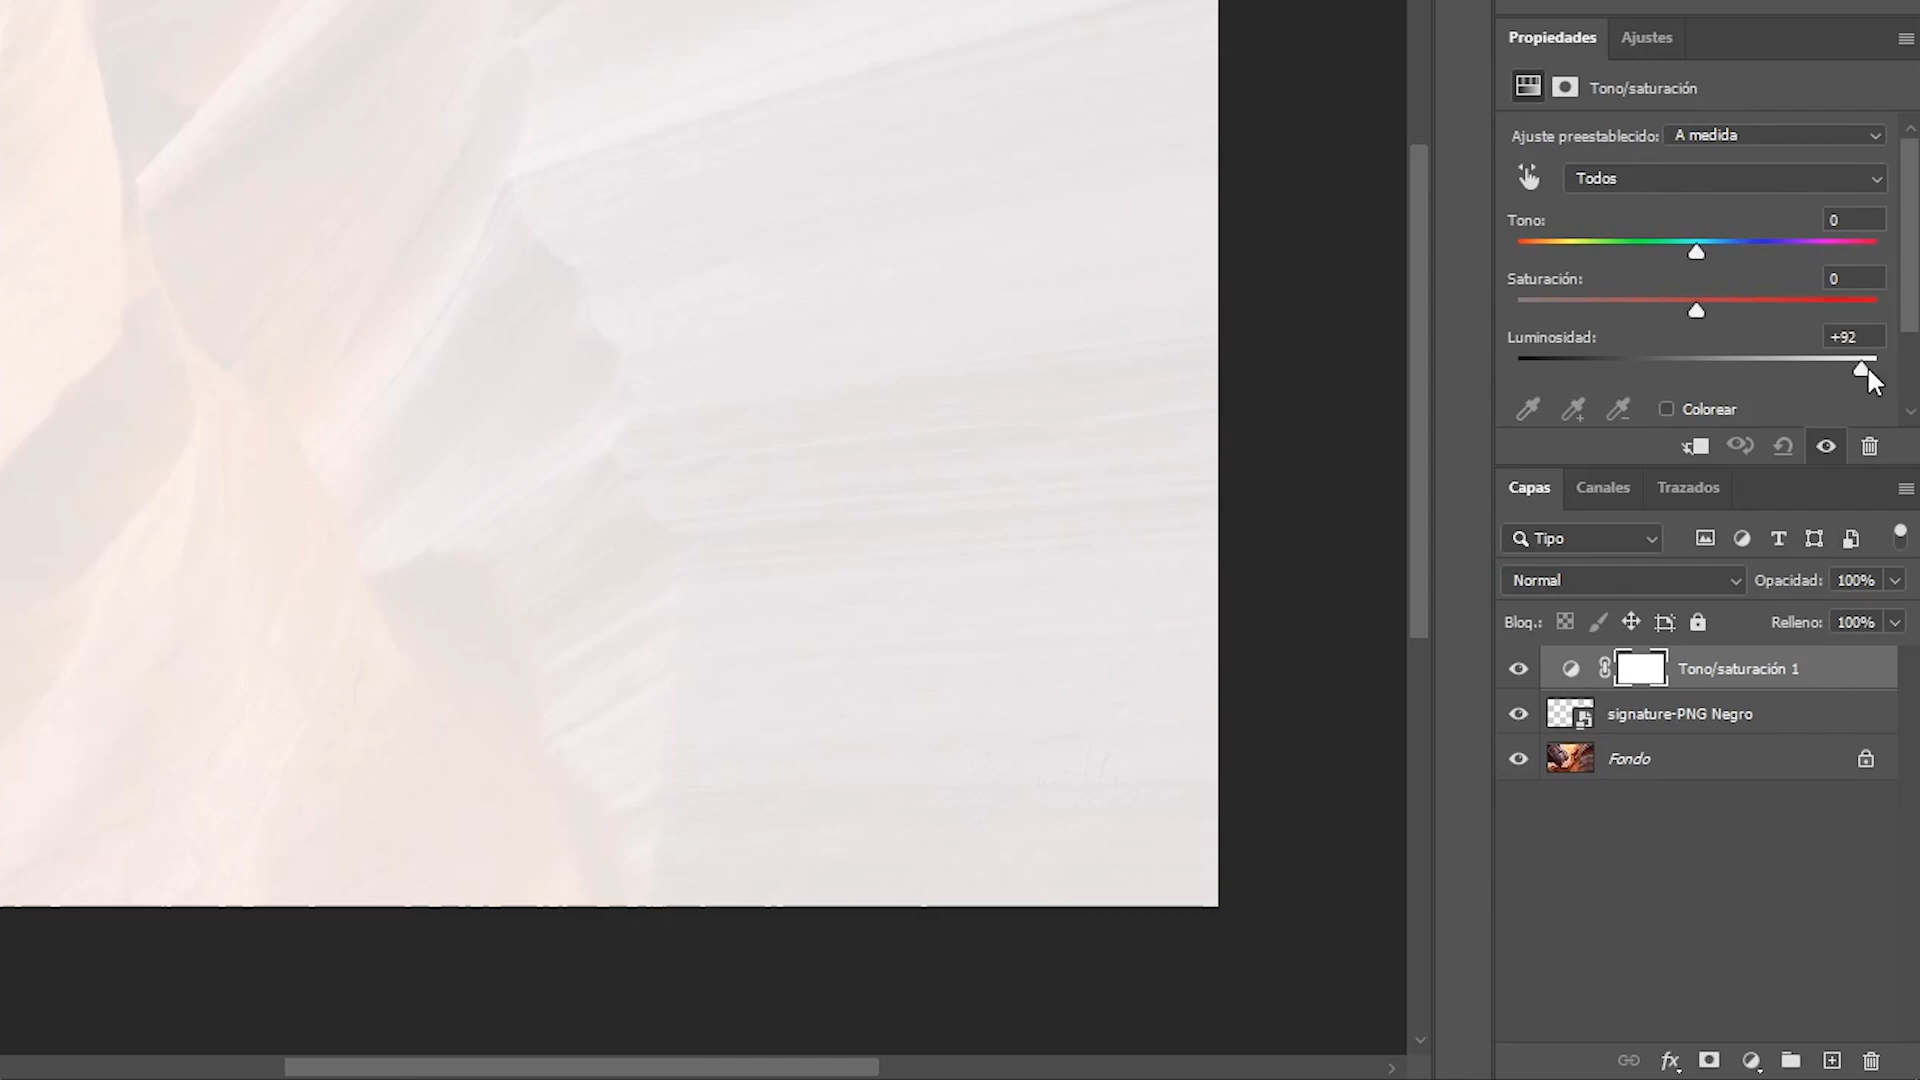 Propiedades Ajustes
Tono/saturación
Ajuste preestablecido: A medida
Todos
Tono: 0
Saturación: 0
Luminosidad: +92
Colorear
Capas Canales Trazados
Tipo
Normal Opacidad: 100%
Bloq.: Relleno: 100%
Tono/saturación 1
signature-PNG Negro
Fondo
fx